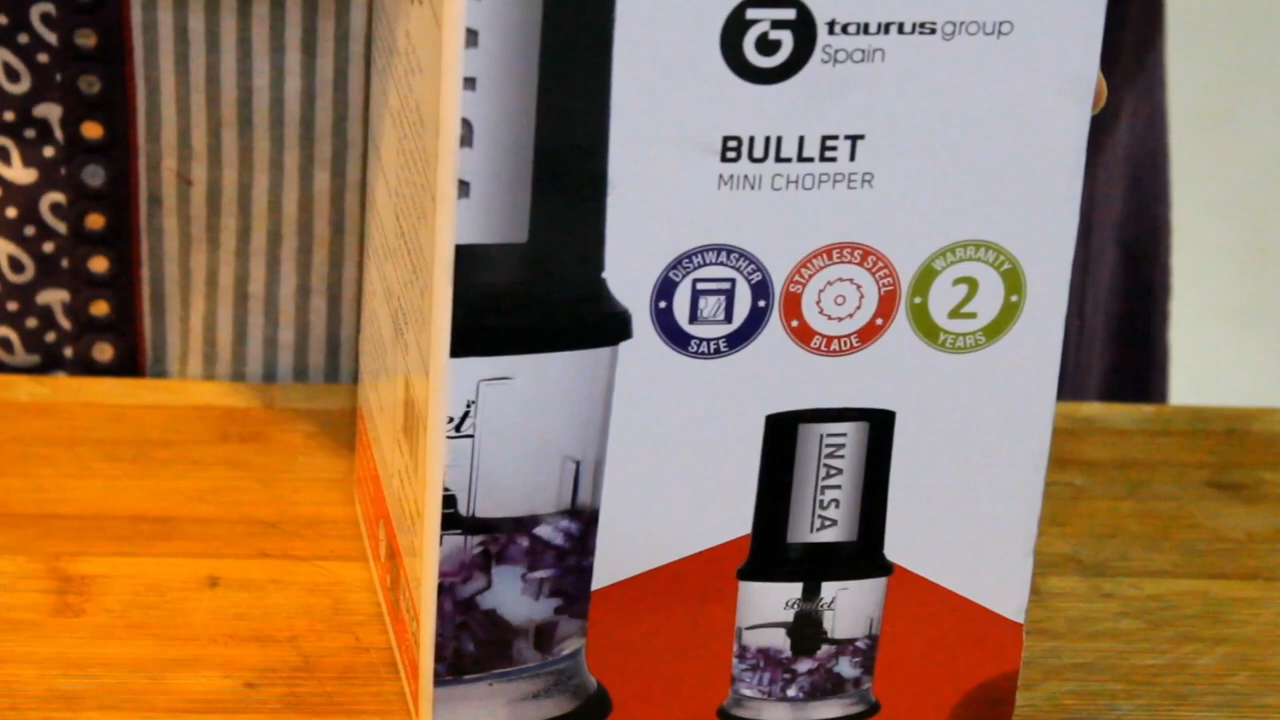 taurus group
Spain
BULLET
MINI CHOPPER
DISHWASHER
SAFE
STAINLESS STEEL
BLADE
WARRANTY
2
YEARS
INALSA
Bullet